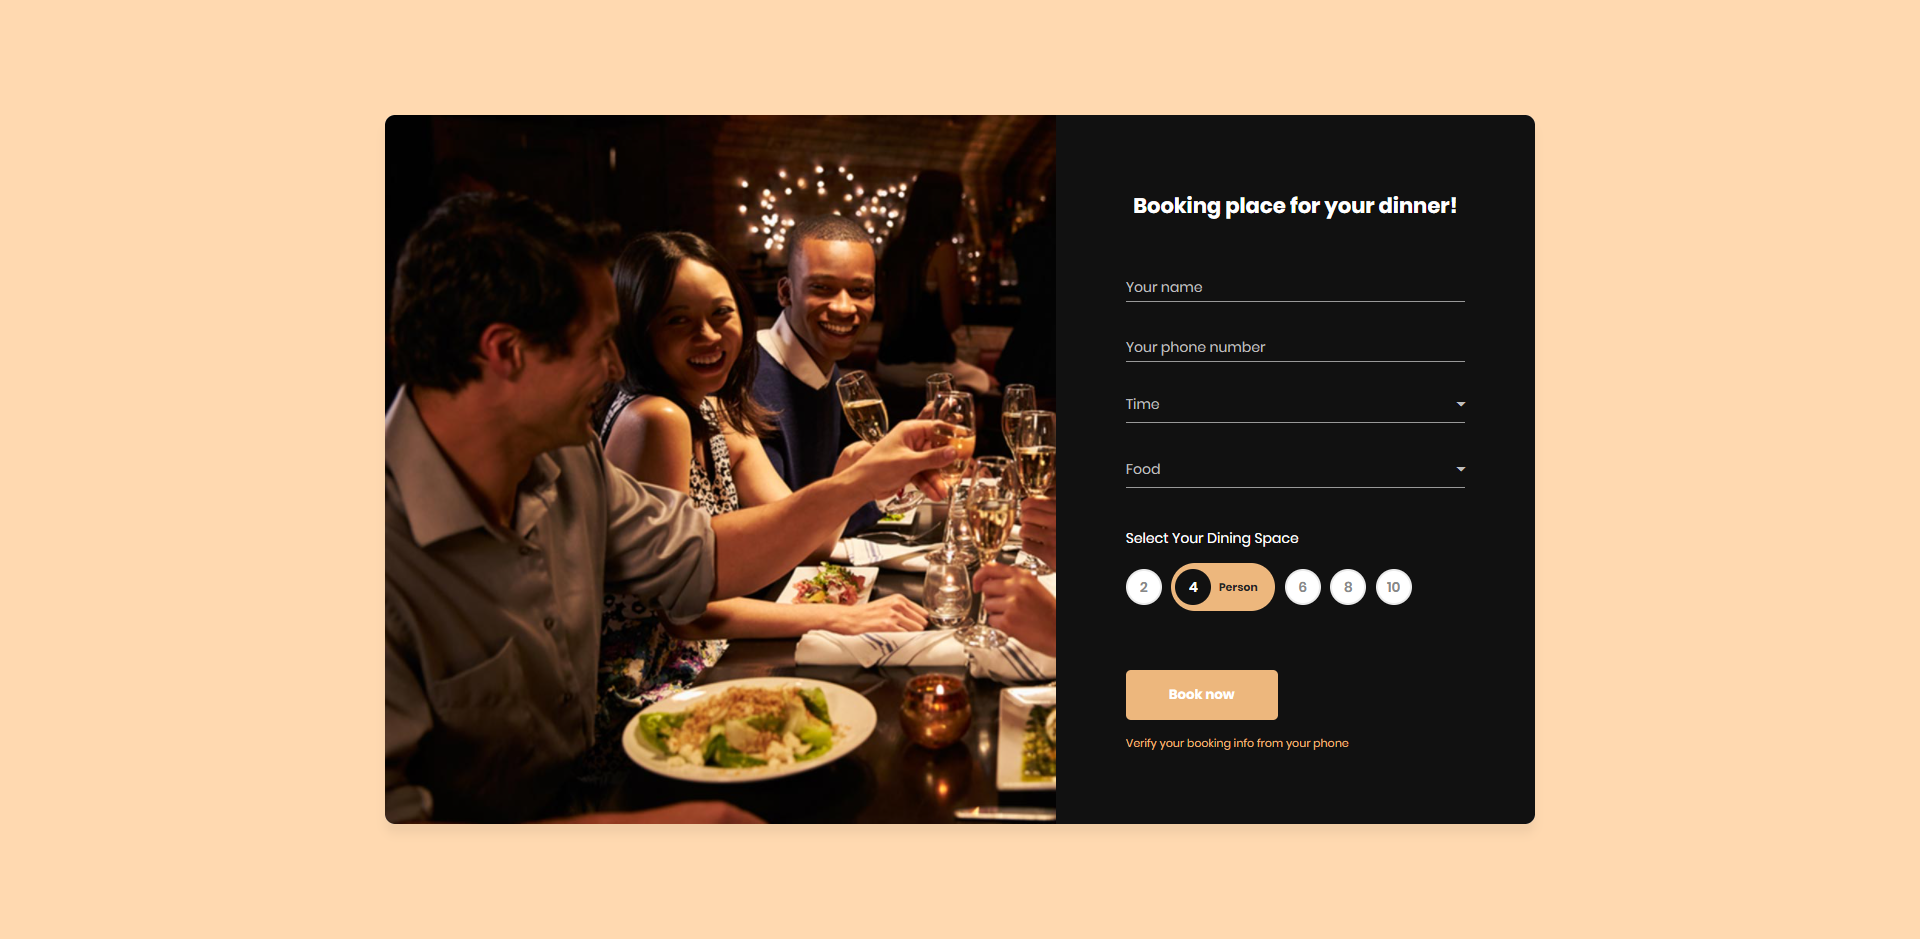 Booking place for your dinner!
Your name
Your phone number
Time
Food
Select Your Dining Space
2 4 Person 6 8 10
Book now
Verify your booking info from your phone